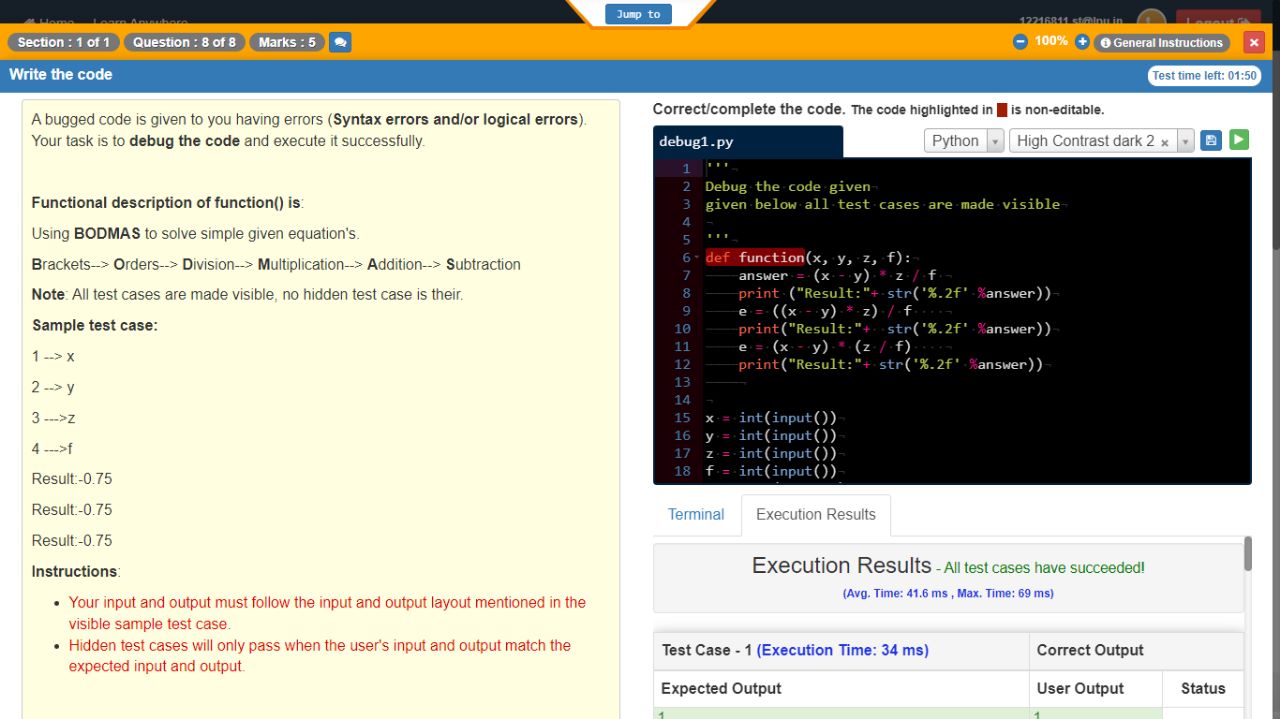 Home Learn Anywhere
Jump to
12216811.st@lpu.in
Logout
Section : 1 of 1 Question : 8 of 8 Marks : 5
100% General Instructions
Write the code
Test time left: 01:50
A bugged code is given to you having errors (Syntax errors and/or logical errors).
Your task is to debug the code and execute it successfully.
Functional description of function() is:
Using BODMAS to solve simple given equation's.
Brackets--> Orders--> Division--> Multiplication--> Addition--> Subtraction
Note: All test cases are made visible, no hidden test case is their.
Sample test case:
1 --> x
2 --> y
3 --->z
4 --->f
Result:-0.75
Result:-0.75
Result:-0.75
Instructions:
Your input and output must follow the input and output layout mentioned in the
visible sample test case.
Hidden test cases will only pass when the user's input and output match the
expected input and output.
Correct/complete the code. The code highlighted in is non-editable.
debug1.py
Python High Contrast dark 2 ×
1 '''
2 Debug the code given
3 given below all test cases are made visible
4
5 '''
6 def function(x, y, z, f):
7 answer = (x - y) * z / f
8 print ("Result:"+ str('%.2f' %answer))
9 e = ((x - y) * z) / f
10 print("Result:"+ str('%.2f' %answer))
11 e = (x - y) * (z / f)
12 print("Result:"+ str('%.2f' %answer))
13
14
15 x = int(input())
16 y = int(input())
17 z = int(input())
18 f = int(input())
Terminal Execution Results
Execution Results - All test cases have succeeded!
(Avg. Time: 41.6 ms , Max. Time: 69 ms)
Test Case - 1 (Execution Time: 34 ms) Correct Output
Expected Output User Output Status
1 1